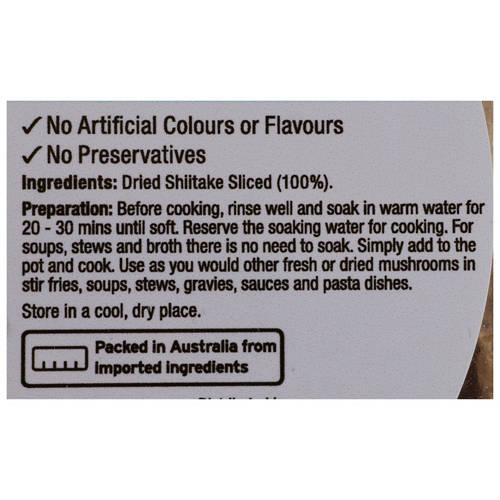 ✓ No Artificial Colours or Flavours
✓ No Preservatives
Ingredients: Dried Shiitake Sliced (100%).
Preparation: Before cooking, rinse well and soak in warm water for
20 - 30 mins until soft. Reserve the soaking water for cooking. For
soups, stews and broth there is no need to soak. Simply add to the
pot and cook. Use as you would other fresh or dried mushrooms in
stir fries, soups, stews, gravies, sauces and pasta dishes.
Store in a cool, dry place.
Packed in Australia from
imported ingredients